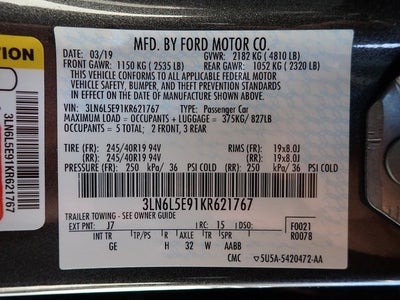 TION
3LN6L5E91KR621767
MFD. BY FORD MOTOR CO.
DATE: 03/19 GVWR: 2182 KG ( 4810 LB)
FRONT GAWR: 1150 KG ( 2535 LB) REAR GAWR: 1052 KG ( 2320 LB)
THIS VEHICLE CONFORMS TO ALL APPLICABLE FEDERAL MOTOR
VEHICLE SAFETY, BUMPER, AND THEFT PREVENTION STANDARDS IN
EFFECT ON THE DATE OF MANUFACTURE SHOWN ABOVE.
VIN: 3LN6L5E91KR621767 TYPE: Passenger Car
MAXIMUM LOAD = OCCUPANTS + LUGGAGE = 375KG/ 827LB
OCCUPANTS = 5 TOTAL: 2 FRONT, 3 REAR
TIRE (FR): 245/40R19 94V RIMS (FR): 19x8.0J
(RR): 245/40R19 94V (RR): 19x8.0J
PRESSURE (FR): 250 kPa/ 36 PSI COLD (RR): 250 kPa/ 36 PSI COLD
3LN6L5E91KR621767
TRAILER TOWING - SEE OWNER GUIDE
EXT PNT: J7 RC: 15 DSO: F0021
INT TR TP/PS R AXLE TR SPR R0078
GE H 32 W AABB
CMC 5U5A-5420472-AA